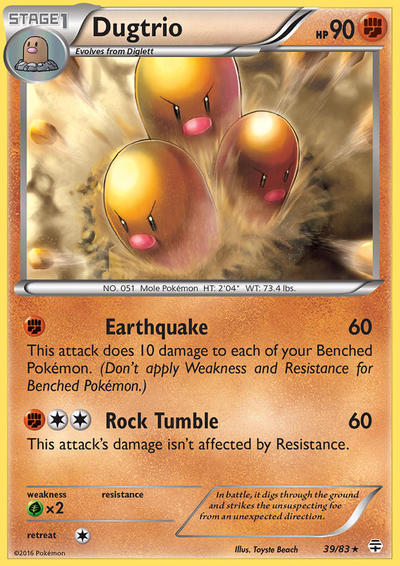 STAGE1
Dugtrio
HP 90
Evolves from Diglett
NO. 051 Mole Pokémon HT: 2'04" WT: 73.4 lbs.
Earthquake 60
This attack does 10 damage to each of your Benched
Pokémon. (Don't apply Weakness and Resistance for
Benched Pokémon.)
Rock Tumble 60
This attack's damage isn't affected by Resistance.
weakness resistance
×2
retreat
In battle, it digs through the ground
and strikes the unsuspecting foe
from an unexpected direction.
©2016 Pokémon
Illus. Toyste Beach
39/83 ★